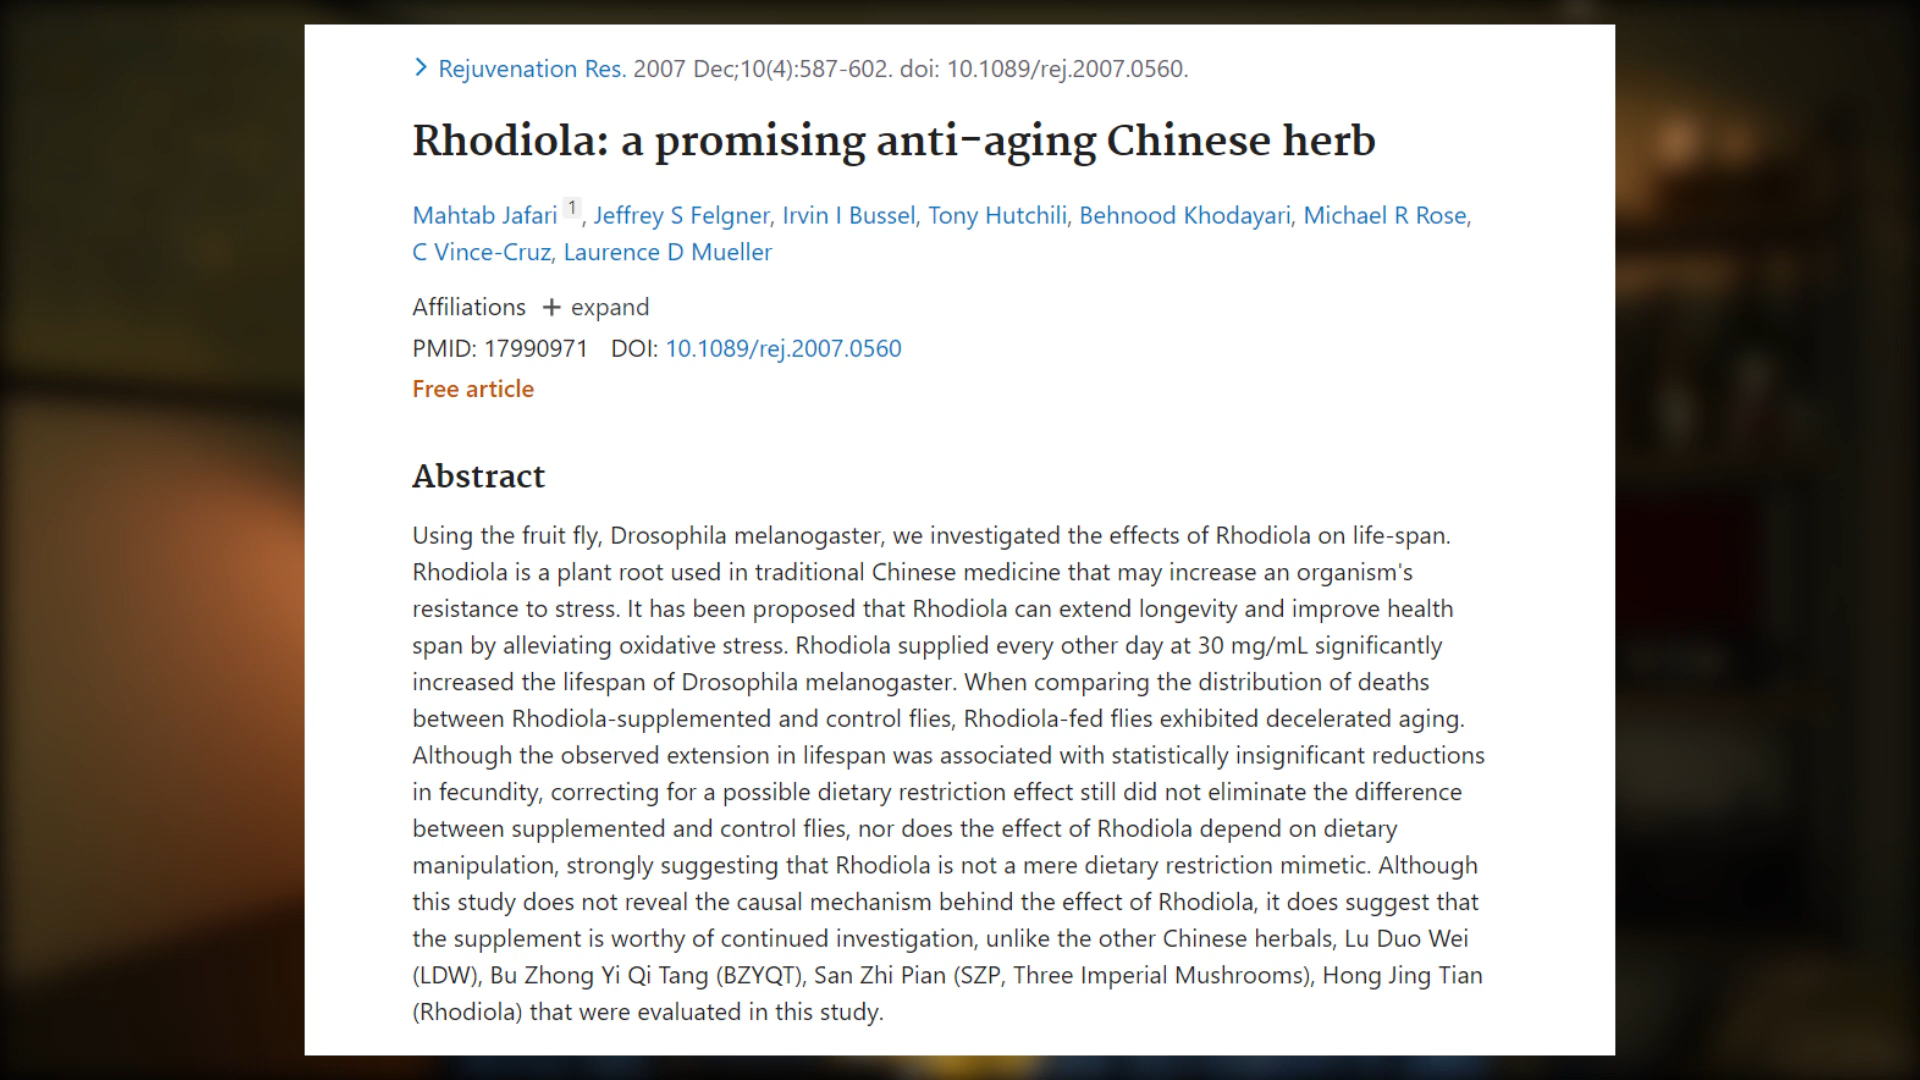 Rejuvenation Res. 2007 Dec;10(4):587-602. doi: 10.1089/rej.2007.0560.
Rhodiola: a promising anti-aging Chinese herb
Mahtab Jafari 1, Jeffrey S Felgner, Irvin I Bussel, Tony Hutchili, Behnood Khodayari, Michael R Rose,
C Vince-Cruz, Laurence D Mueller
Affiliations + expand
PMID: 17990971 DOI: 10.1089/rej.2007.0560
Free article
Abstract
Using the fruit fly, Drosophila melanogaster, we investigated the effects of Rhodiola on life-span.
Rhodiola is a plant root used in traditional Chinese medicine that may increase an organism's
resistance to stress. It has been proposed that Rhodiola can extend longevity and improve health
span by alleviating oxidative stress. Rhodiola supplied every other day at 30 mg/mL significantly
increased the lifespan of Drosophila melanogaster. When comparing the distribution of deaths
between Rhodiola-supplemented and control flies, Rhodiola-fed flies exhibited decelerated aging.
Although the observed extension in lifespan was associated with statistically insignificant reductions
in fecundity, correcting for a possible dietary restriction effect still did not eliminate the difference
between supplemented and control flies, nor does the effect of Rhodiola depend on dietary
manipulation, strongly suggesting that Rhodiola is not a mere dietary restriction mimetic. Although
this study does not reveal the causal mechanism behind the effect of Rhodiola, it does suggest that
the supplement is worthy of continued investigation, unlike the other Chinese herbals, Lu Duo Wei
(LDW), Bu Zhong Yi Qi Tang (BZYQT), San Zhi Pian (SZP, Three Imperial Mushrooms), Hong Jing Tian
(Rhodiola) that were evaluated in this study.